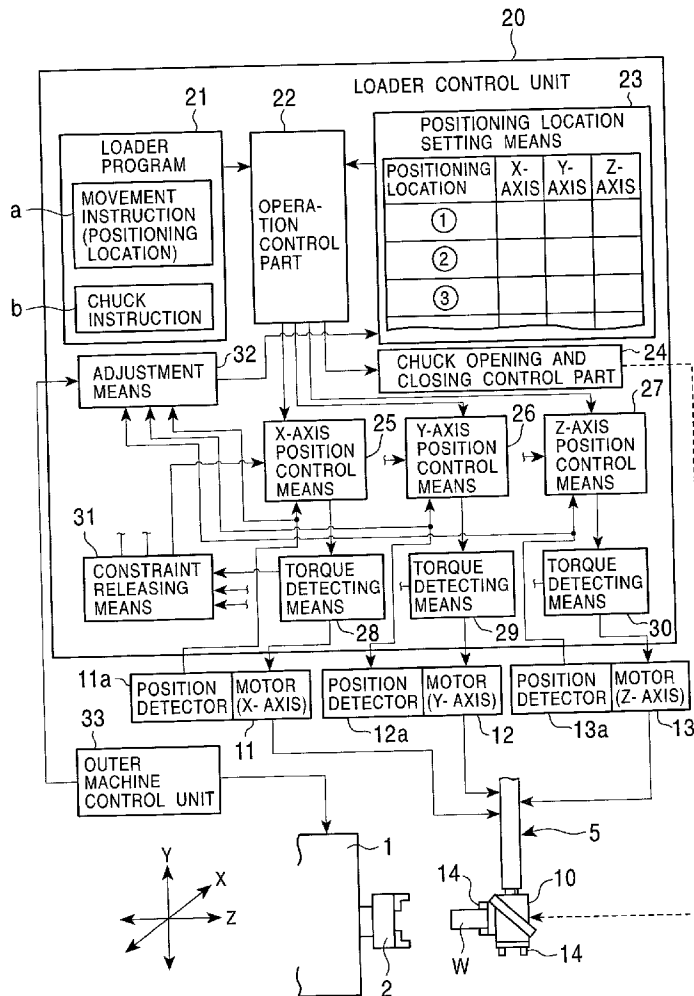 20
LOADER CONTROL UNIT
21
22
23
LOADER
PROGRAM
a
MOVEMENT
INSTRUCTION
(POSITIONING
LOCATION)
b
CHUCK
INSTRUCTION
OPERA-
TION
CONTROL
PART
POSITIONING LOCATION
SETTING MEANS
POSITIONING
LOCATION
X-
AXIS
Y-
AXIS
Z-
AXIS
①
②
③
32
ADJUSTMENT
MEANS
24
CHUCK OPENING AND
CLOSING CONTROL PART
25
X-AXIS
POSITION
CONTROL
MEANS
26
Y-AXIS
POSITION
CONTROL
MEANS
27
Z-AXIS
POSITION
CONTROL
MEANS
31
CONSTRAINT
RELEASING
MEANS
TORQUE
DETECTING
MEANS
28
TORQUE
DETECTING
MEANS
29
TORQUE
DETECTING
MEANS
30
11a
POSITION
DETECTOR
MOTOR
(X- AXIS)
11
POSITION
DETECTOR
12a
MOTOR
(Y- AXIS)
12
POSITION
DETECTOR
13a
MOTOR
(Z- AXIS)
13
33
OUTER
MACHINE
CONTROL UNIT
Y
X
Z
1
2
5
14
10
W
14